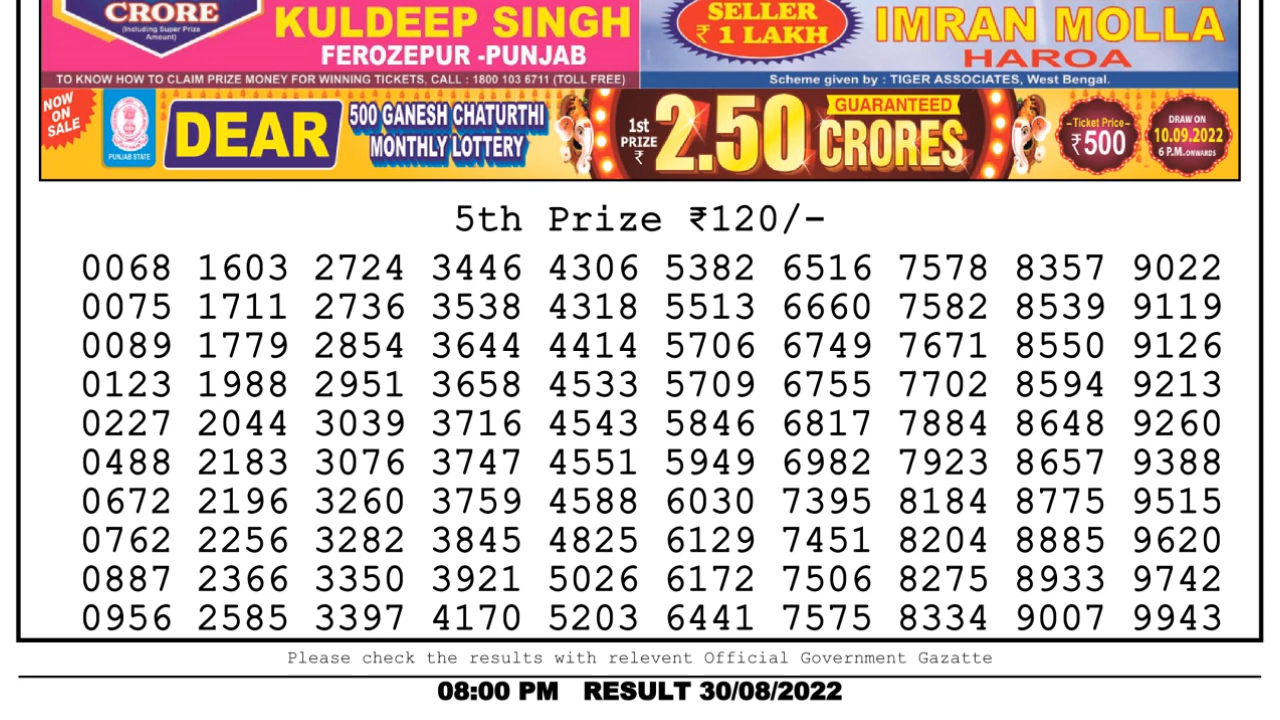 CRORE
(Including Super Prize
Amount)
KULDEEP SINGH
FEROZEPUR -PUNJAB
SELLER
₹ 1 LAKH
IMRAN MOLLA
HAROA
TO KNOW HOW TO CLAIM PRIZE MONEY FOR WINNING TICKETS, CALL : 1800 103 6711 (TOLL FREE)
Scheme given by : TIGER ASSOCIATES, West Bengal.
NOW
ON
SALE
PUNJAB STATE
DEAR
500 GANESH CHATURTHI
MONTHLY LOTTERY
1st
PRIZE
₹
2.50
GUARANTEED
CRORES
-Ticket Price-
₹500
DRAW ON
10.09.2022
6 P.M. ONWARDS
5th Prize ₹120/-
0068 1603 2724 3446 4306 5382 6516 7578 8357 9022
0075 1711 2736 3538 4318 5513 6660 7582 8539 9119
0089 1779 2854 3644 4414 5706 6749 7671 8550 9126
0123 1988 2951 3658 4533 5709 6755 7702 8594 9213
0227 2044 3039 3716 4543 5846 6817 7884 8648 9260
0488 2183 3076 3747 4551 5949 6982 7923 8657 9388
0672 2196 3260 3759 4588 6030 7395 8184 8775 9515
0762 2256 3282 3845 4825 6129 7451 8204 8885 9620
0887 2366 3350 3921 5026 6172 7506 8275 8933 9742
0956 2585 3397 4170 5203 6441 7575 8334 9007 9943
Please check the results with relevent Official Government Gazatte
08:00 PM RESULT 30/08/2022